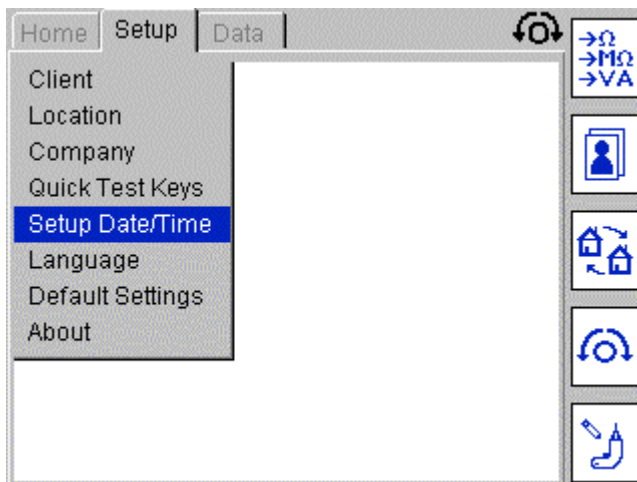 Home Setup Data
→Ω
→MΩ
→VA
Client
Location
Company
Quick Test Keys
Setup Date/Time
Language
Default Settings
About